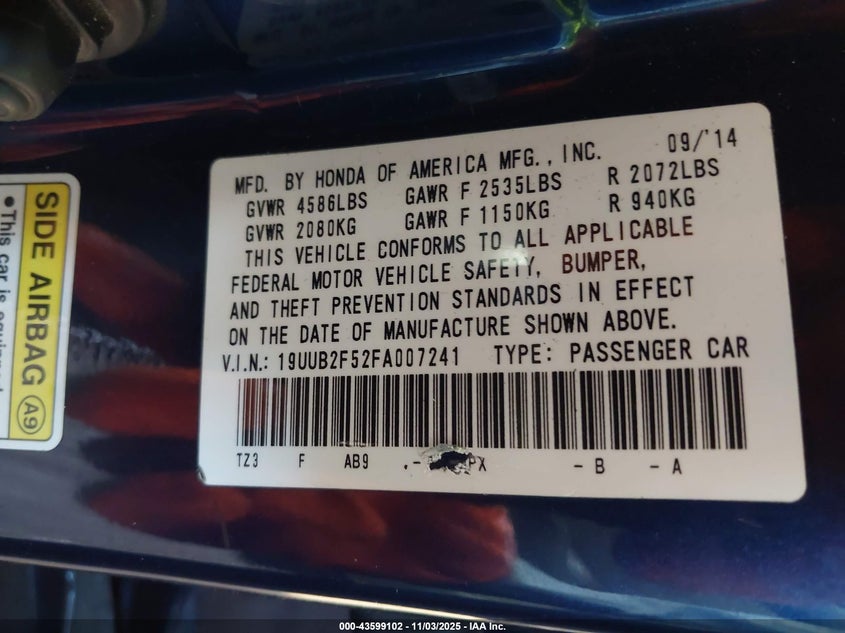 MFD. BY HONDA OF AMERICA MFG., INC. 09/'14
GVWR 4586LBS GAWR F 2535LBS R 2072LBS
GVWR 2080KG GAWR F 1150KG R 940KG
THIS VEHICLE CONFORMS TO ALL APPLICABLE
FEDERAL MOTOR VEHICLE SAFETY, BUMPER,
AND THEFT PREVENTION STANDARDS IN EFFECT
ON THE DATE OF MANUFACTURE SHOWN ABOVE.
V.I.N.: 19UUB2F52FA007241 TYPE: PASSENGER CAR
TZ3 F AB9 PX - B - A
SIDE AIRBAG A9
•This car is
000-43599102 - 11/03/2025 - IAA Inc.